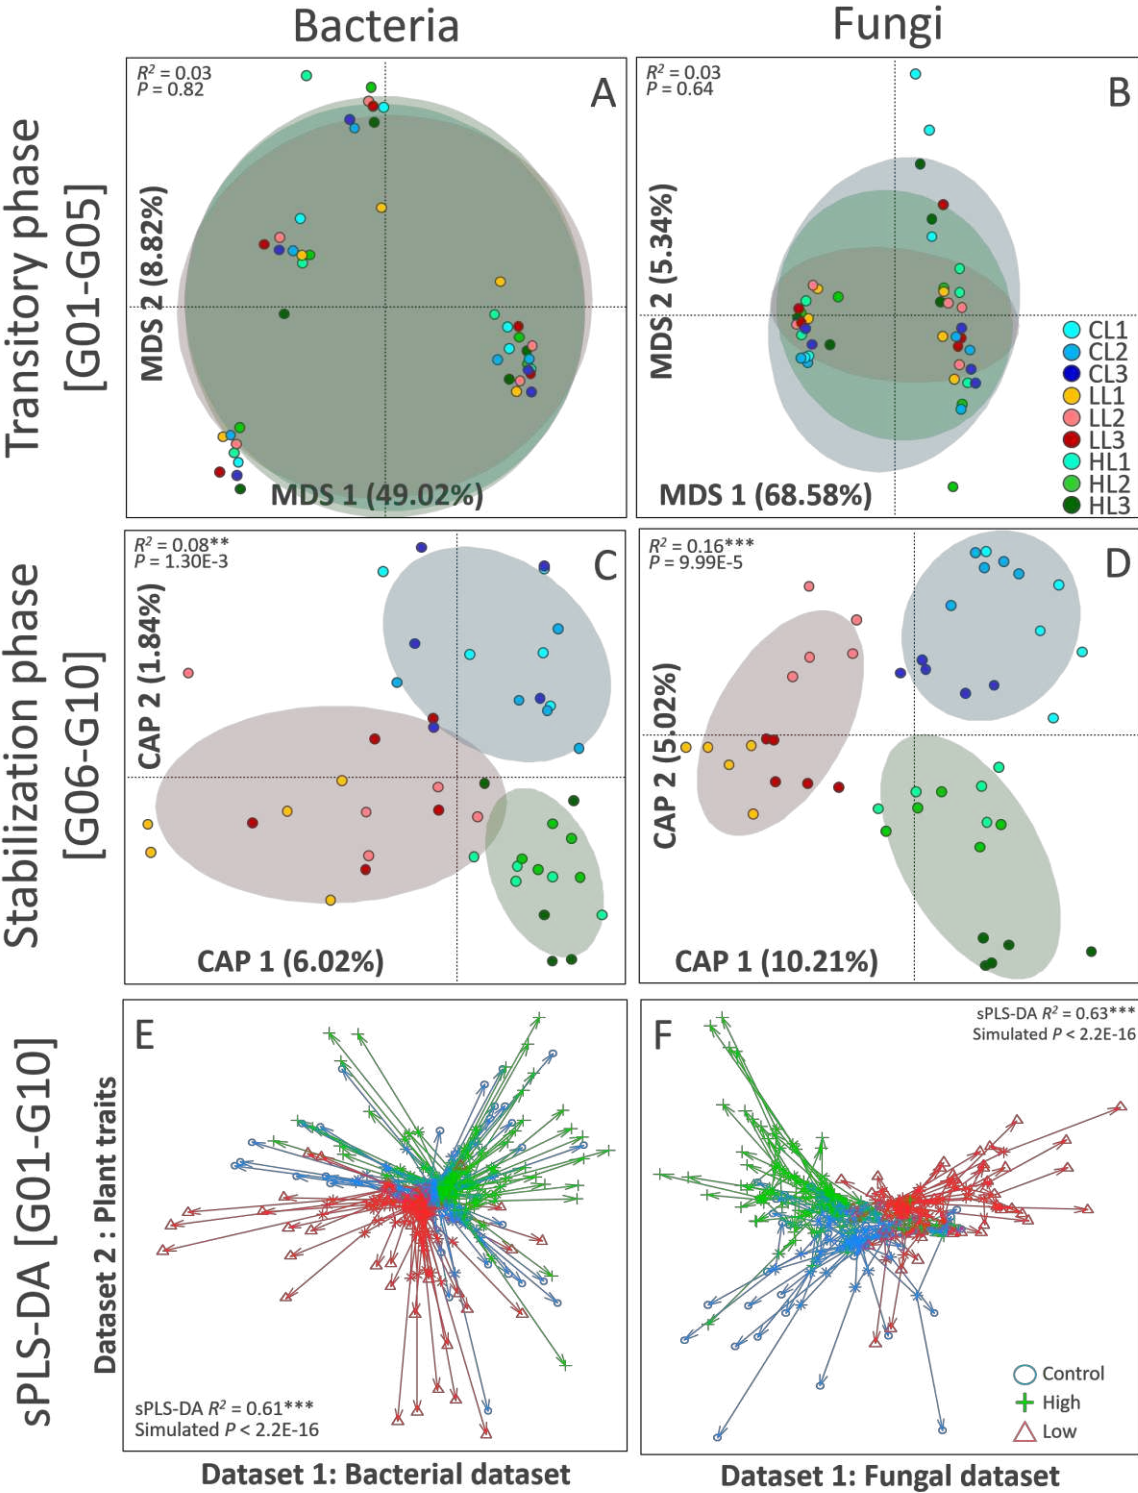 Bacteria
Fungi
Transitory phase
[G01-G05]
R² = 0.03
P = 0.82
A
MDS 2 (8.82%)
MDS 1 (49.02%)
R² = 0.03
P = 0.64
B
MDS 2 (5.34%)
MDS 1 (68.58%)
CL1
CL2
CL3
LL1
LL2
LL3
HL1
HL2
HL3
Stabilization phase
[G06-G10]
R² = 0.08**
P = 1.30E-3
C
CAP 2 (1.84%)
CAP 1 (6.02%)
R² = 0.16***
P = 9.99E-5
D
CAP 2 (5.02%)
CAP 1 (10.21%)
sPLS-DA [G01-G10]
Dataset 2 : Plant traits
E
sPLS-DA R² = 0.61***
Simulated P < 2.2E-16
F
sPLS-DA R² = 0.63***
Simulated P < 2.2E-16
Control
High
Low
Dataset 1: Bacterial dataset
Dataset 1: Fungal dataset